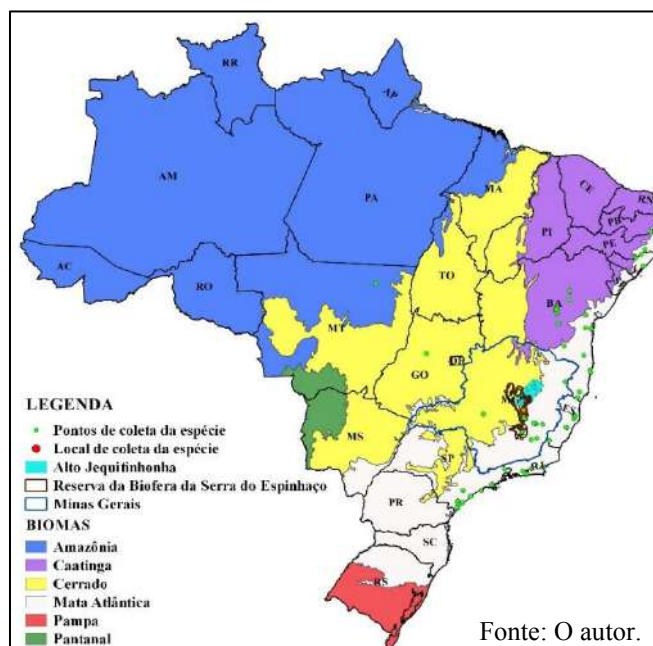 RR
AP
AM
PA
MA
CE
RN
PB
PI
PE
AC
TO
RO
BA
MT
DF
GO
ES
MS
SP
RJ
PR
SC
RS
LEGENDA
Pontos de coleta da espécie
Local de coleta da espécie
Alto Jequitinhonha
Reserva da Biofera da Serra do Espinhaço
Minas Gerais
BIOMAS
Amazônia
Caatinga
Cerrado
Mata Atlântica
Pampa
Pantanal
Fonte: O autor.